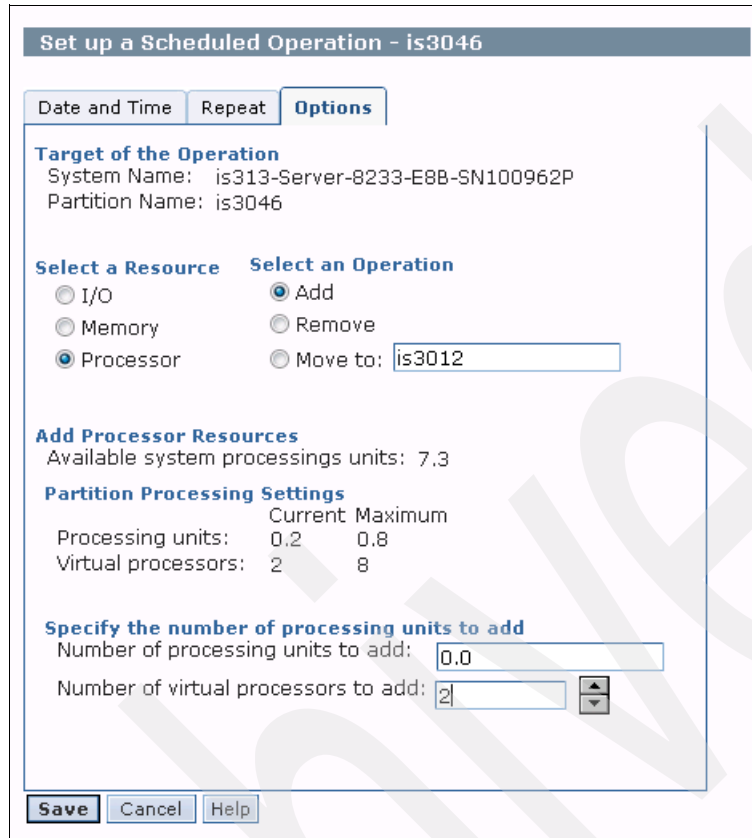 Set up a Scheduled Operation - is3046
Date and Time Repeat Options
Target of the Operation
System Name: is313-Server-8233-E8B-SN100962P
Partition Name: is3046
Select a Resource Select an Operation
I/O Add
Memory Remove
Processor Move to: is3012
Add Processor Resources
Available system processings units: 7.3
Partition Processing Settings
Current Maximum
Processing units: 0.2 0.8
Virtual processors: 2 8
Specify the number of processing units to add
Number of processing units to add: 0.0
Number of virtual processors to add: 2
Save Cancel Help